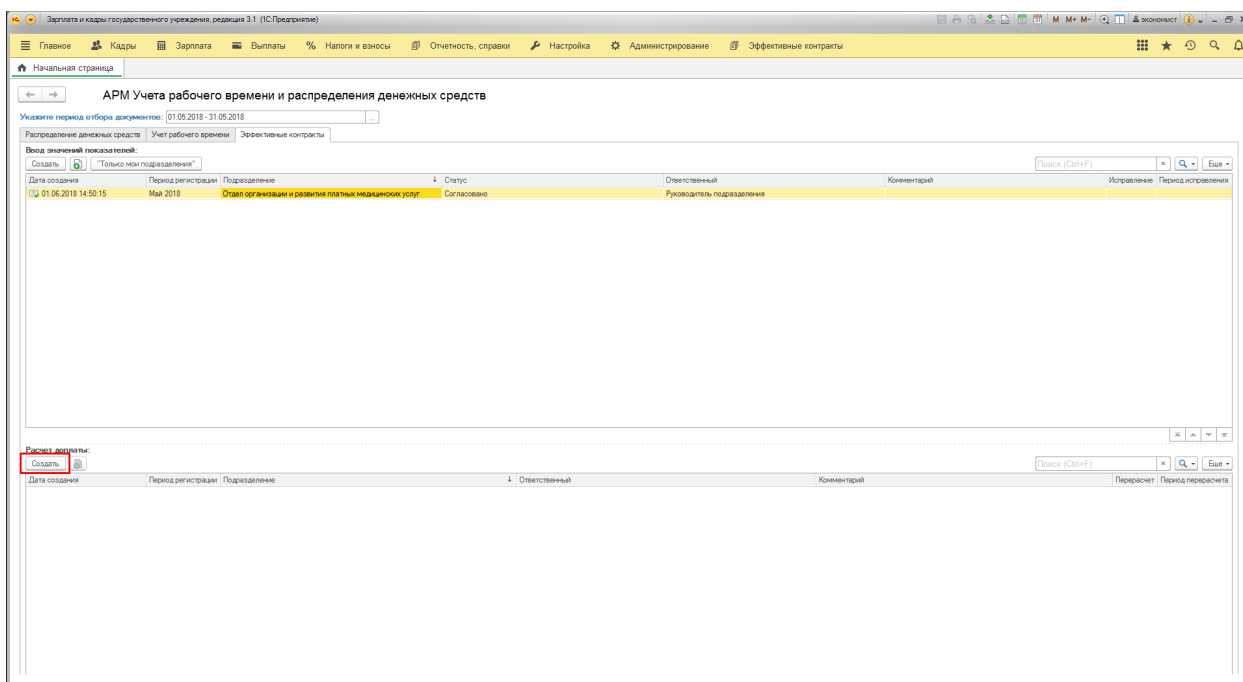 Зарплата и кадры государственного учреждения, редакция 3.1 (1С:Предприятие) M M+ M- экономист
Главное Кадры Зарплата Выплаты % Налоги и взносы Отчетность, справки Настройка Администрирование Эффективные контракты
Начальная страница
АРМ Учета рабочего времени и распределения денежных средств
Укажите период отбора документов: 01.05.2018 - 31.05.2018 ...
Распределение денежных средств Учет рабочего времени Эффективные контракты
Ввод значений показателей:
Создать "Только мои подразделения" Поиск (Ctrl+F) × Еще
Дата создания Период регистрации Подразделение ↓ Статус Ответственный Комментарий Исправление Период исправления
01.06.2018 14:50:15 Май 2018 Отдел организации и развития платных медицинских услуг Согласовано Руководитель подразделения
Расчет доплаты:
Создать Поиск (Ctrl+F) × Еще
Дата создания Период регистрации Подразделение ↓ Ответственный Комментарий Перерасчет Период перерасчета